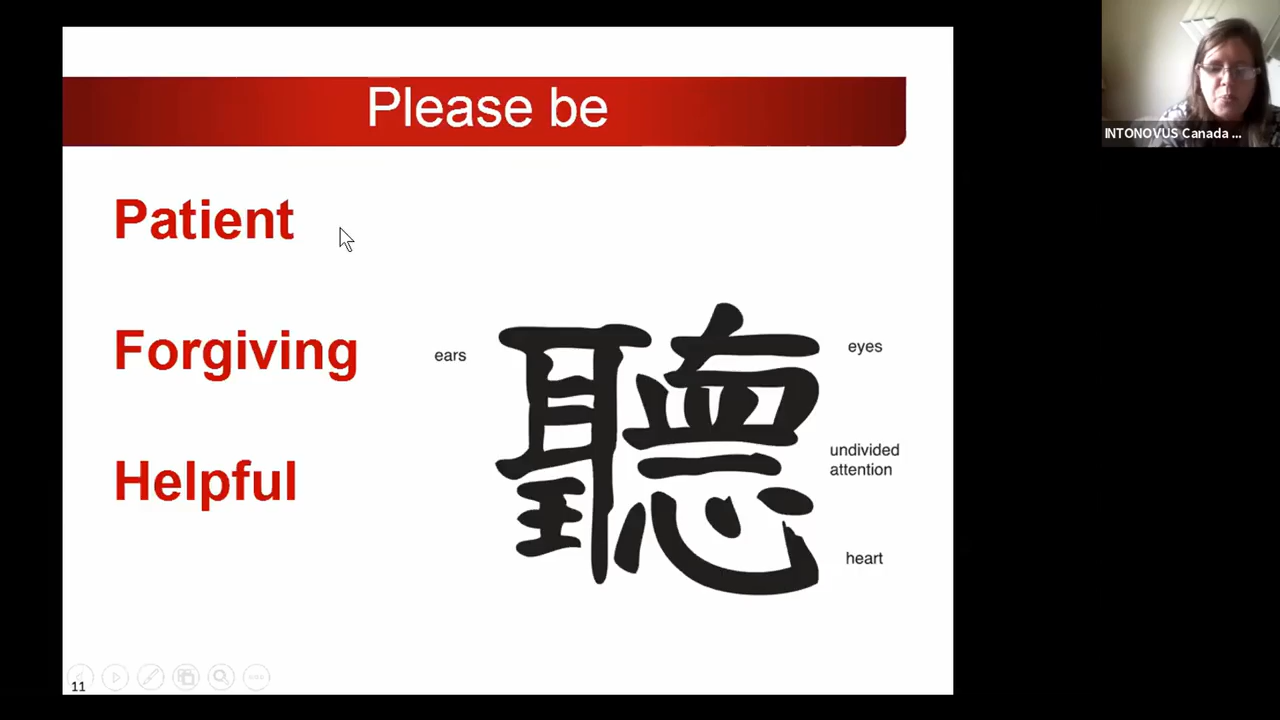 Please be
Patient
Forgiving
Helpful
ears
聽
eyes
undivided
attention
heart
11
INTONOVUS Canada ...